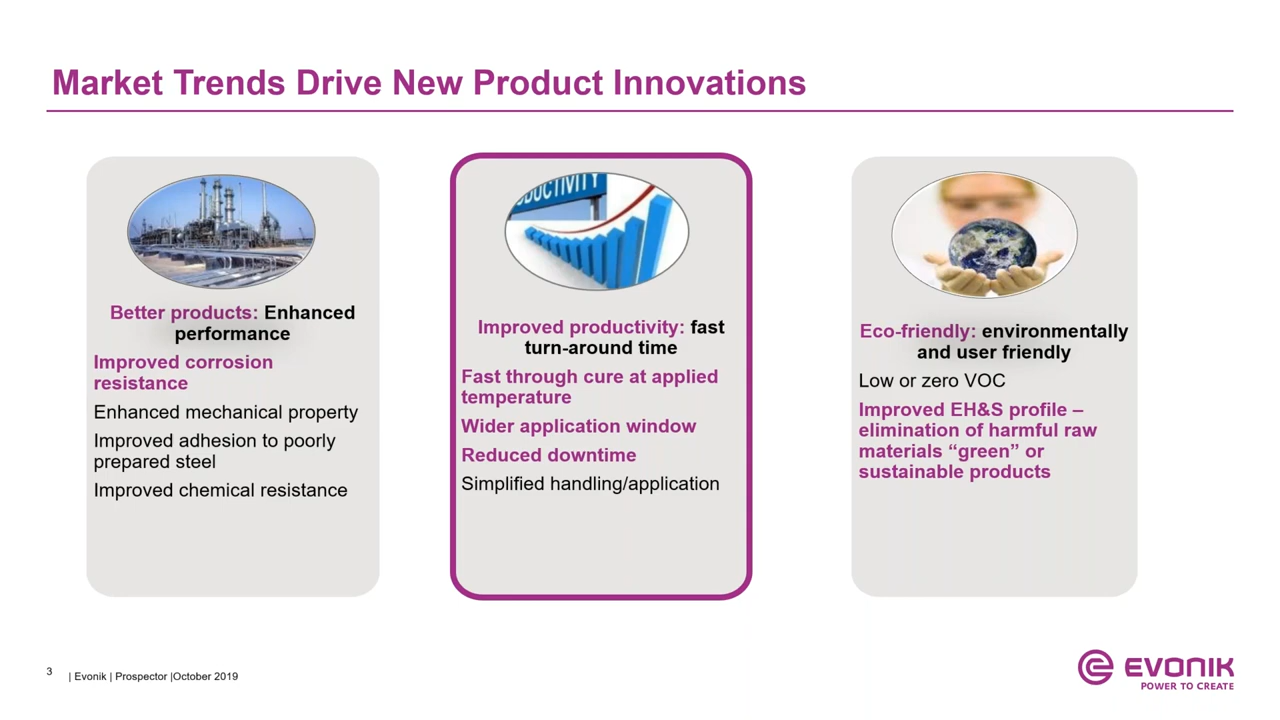 Market Trends Drive New Product Innovations
Better products: Enhanced
performance
Improved corrosion
resistance
Enhanced mechanical property
Improved adhesion to poorly
prepared steel
Improved chemical resistance
Improved productivity: fast
turn-around time
Fast through cure at applied
temperature
Wider application window
Reduced downtime
Simplified handling/application
Eco-friendly: environmentally
and user friendly
Low or zero VOC
Improved EH&S profile –
elimination of harmful raw
materials “green” or
sustainable products
3 | Evonik | Prospector |October 2019
EVONIK
POWER TO CREATE